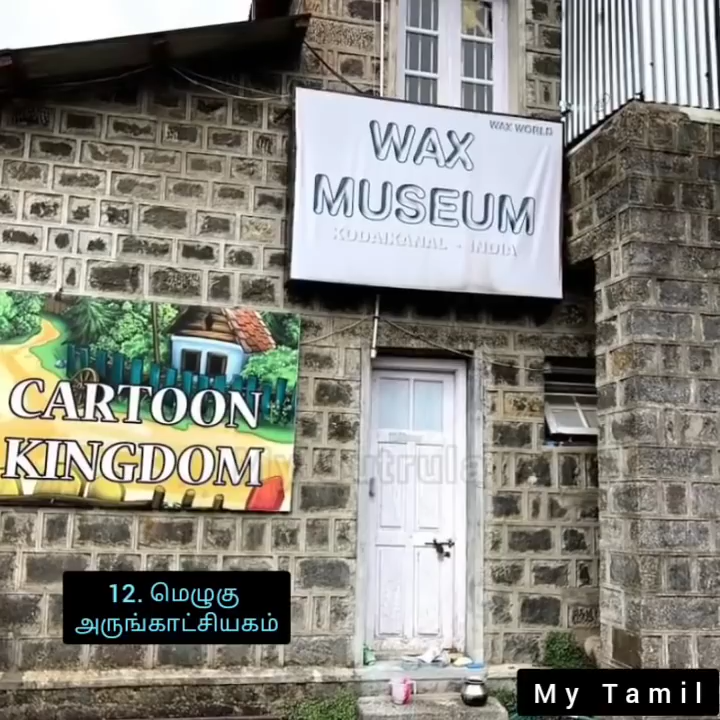 WAX WORLD
WAX
MUSEUM
KODAIKANAL - INDIA
CARTOON
KINGDOM
12. மெழுகு
அருங்காட்சியகம்
My Tamil